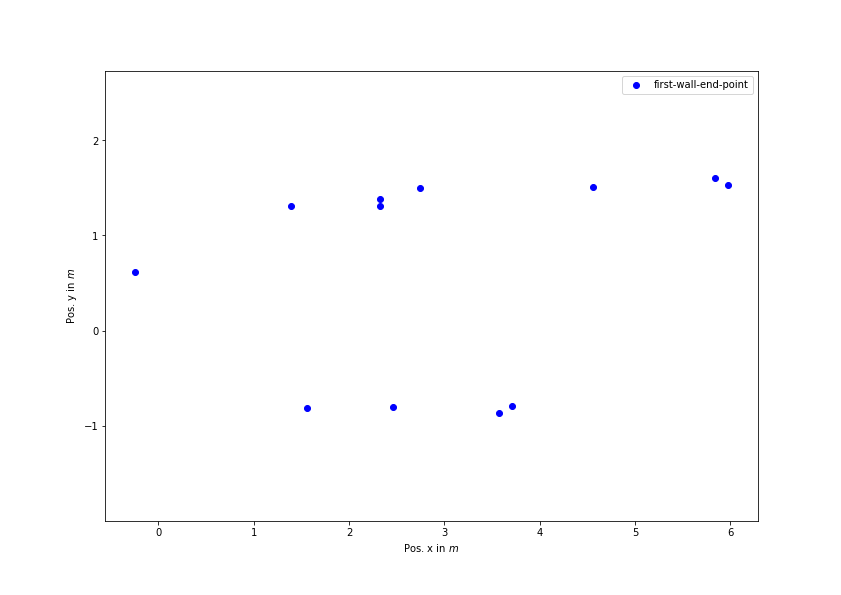 first-wall-end-point
2
1
0
−1
Pos. y in m
0 1 2 3 4 5 6
Pos. x in m